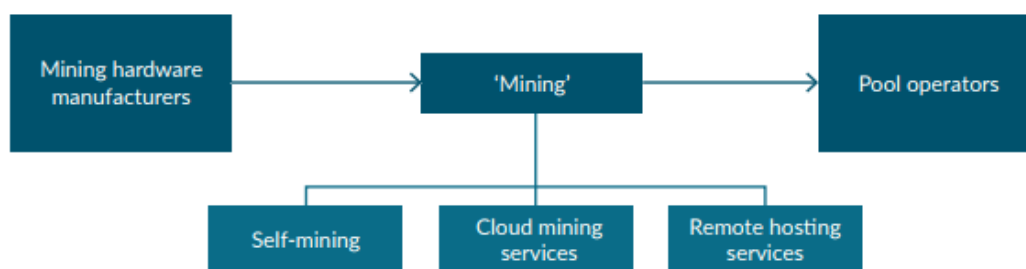 Mining hardware
manufacturers
‘Mining’
Pool operators
Self-mining
Cloud mining
services
Remote hosting
services